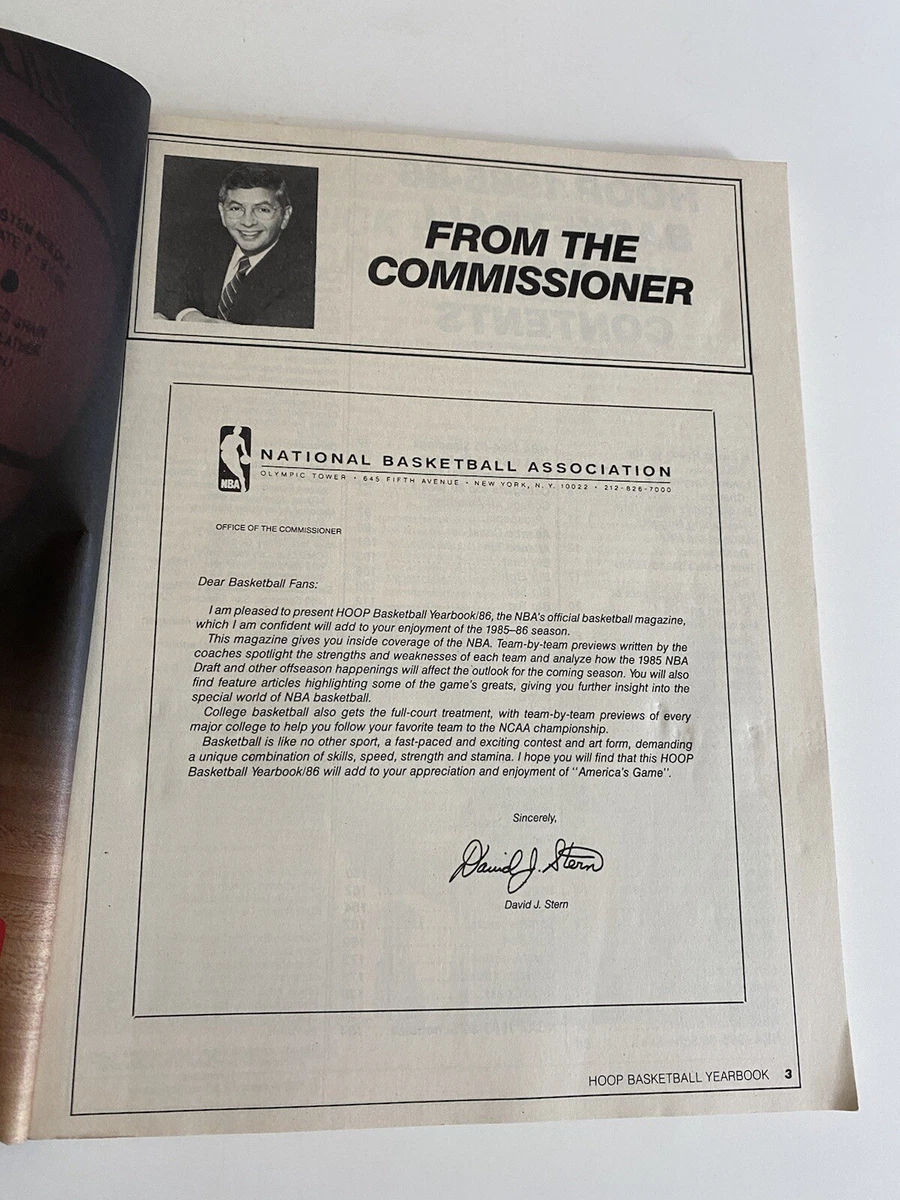 FROM THE
COMMISSIONER
NBA
NATIONAL BASKETBALL ASSOCIATION
OLYMPIC TOWER • 645 FIFTH AVENUE • NEW YORK, N.Y. 10022 • 212-826-7000
OFFICE OF THE COMMISSIONER
Dear Basketball Fans:
I am pleased to present HOOP Basketball Yearbook/86, the NBA's official basketball magazine,
which I am confident will add to your enjoyment of the 1985–86 season.
This magazine gives you inside coverage of the NBA. Team-by-team previews written by the
coaches spotlight the strengths and weaknesses of each team and analyze how the 1985 NBA
Draft and other offseason happenings will affect the outlook for the coming season. You will also
find feature articles highlighting some of the game's greats, giving you further insight into the
special world of NBA basketball.
College basketball also gets the full-court treatment, with team-by-team previews of every
major college to help you follow your favorite team to the NCAA championship.
Basketball is like no other sport, a fast-paced and exciting contest and art form, demanding
a unique combination of skills, speed, strength and stamina. I hope you will find that this HOOP
Basketball Yearbook/86 will add to your appreciation and enjoyment of "America's Game".
Sincerely,
David J. Stern
David J. Stern
HOOP BASKETBALL YEARBOOK 3